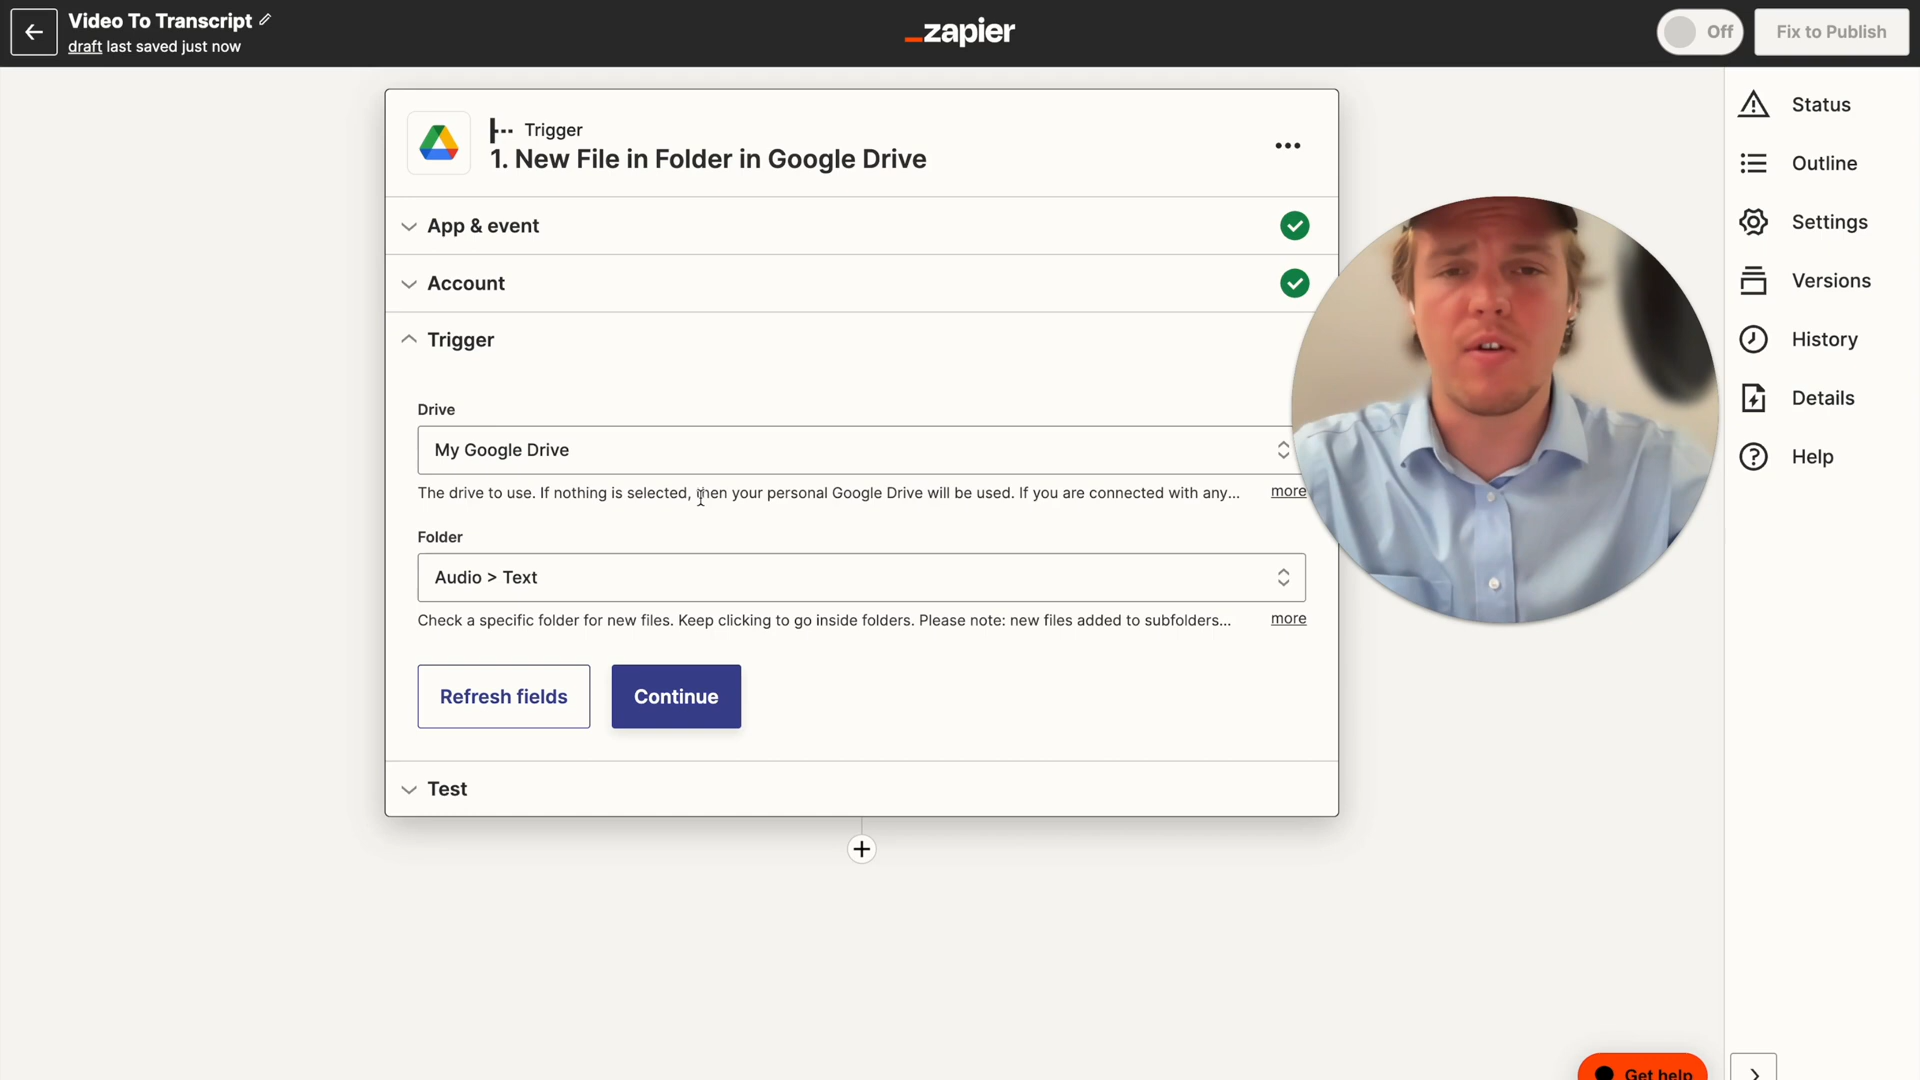 Video To Transcript
draft last saved just now
zapier
Off
Fix to Publish
Trigger
1. New File in Folder in Google Drive
App & event
Account
Trigger
Drive
My Google Drive
The drive to use. If nothing is selected, then your personal Google Drive will be used. If you are connected with any...
more
Folder
Audio > Text
Check a specific folder for new files. Keep clicking to go inside folders. Please note: new files added to subfolders...
more
Refresh fields
Continue
Test
Status
Outline
Settings
Versions
History
Details
Help
Get help